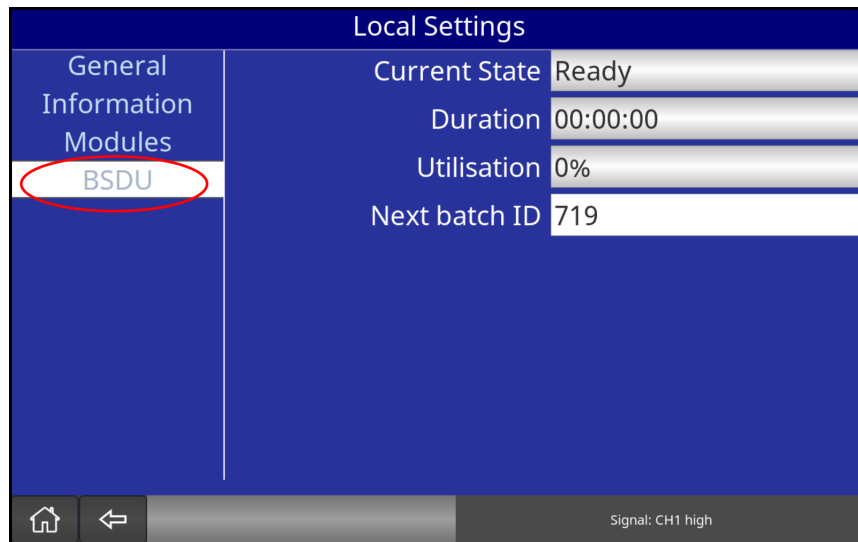 Local Settings
General
Information
Modules
BSDU
Current State Ready
Duration 00:00:00
Utilisation 0%
Next batch ID 719
Signal: CH1 high